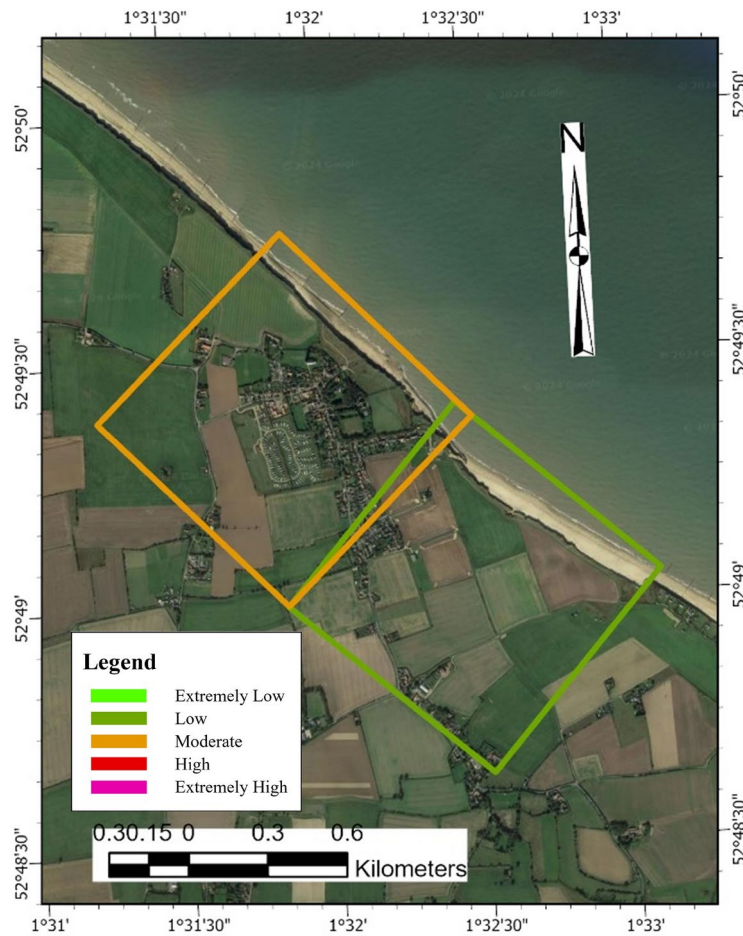 1°31'30" 1°32' 1°32'30" 1°33'
52°50' 52°50'
© 2024 Google
N
52°49'30" 52°49'30"
52°49' 52°49'
Legend
Extremely Low
Low
Moderate
High
Extremely High
0.30.15 0 0.3 0.6
Kilometers
52°48'30" 52°48'30"
1°31' 1°31'30" 1°32' 1°32'30" 1°33'